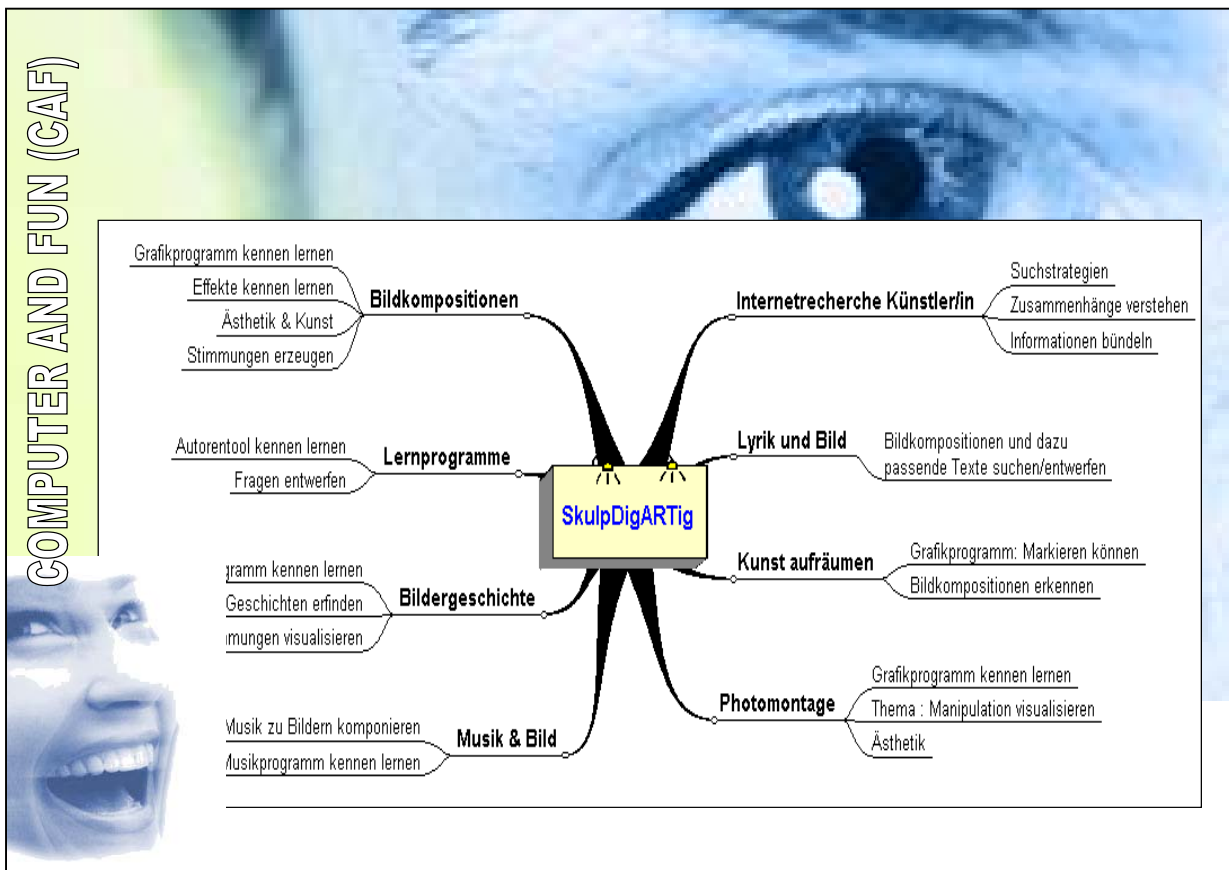 COMPUTER AND FUN (CAF)
SkulpDigARTig
Bildkompositionen
Grafikprogramm kennen lernen
Effekte kennen lernen
Ästhetik & Kunst
Stimmungen erzeugen
Lernprogramme
Autorentool kennen lernen
Fragen entwerfen
Bildergeschichte
kennen lernen
Geschichten erfinden
visualisieren
Musik & Bild
Musik zu Bildern komponieren
Musikprogramm kennen lernen
Internetrecherche Künstler/in
Suchstrategien
Zusammenhänge verstehen
Informationen bündeln
Lyrik und Bild
Bildkompositionen und dazu
passende Texte suchen/entwerfen
Kunst aufräumen
Grafikprogramm: Markieren können
Bildkompositionen erkennen
Photomontage
Grafikprogramm kennen lernen
Thema : Manipulation visualisieren
Ästhetik